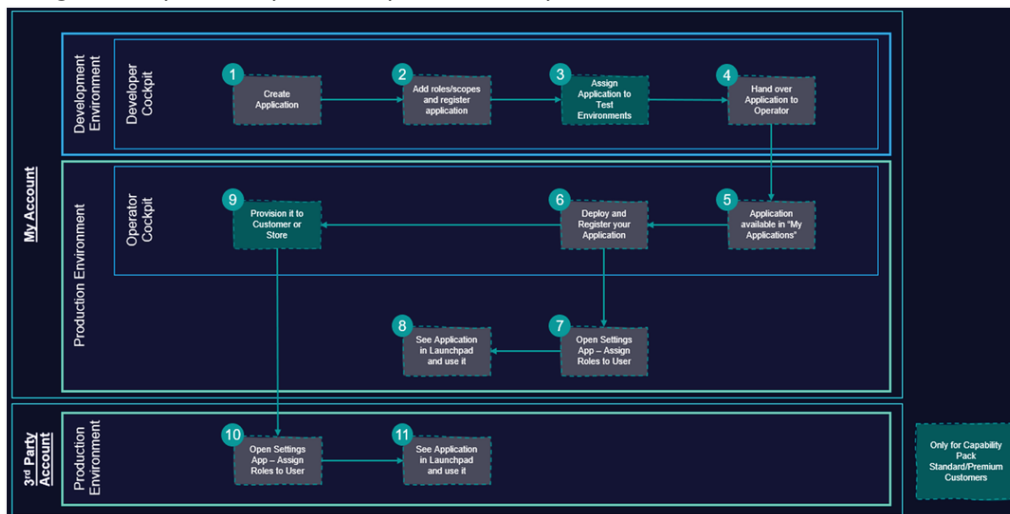 My Account
Development
Environment
Developer
Cockpit
1
Create
Application
2
Add roles/scopes
and register
application
3
Assign
Application to
Test
Environments
4
Hand over
Application to
Operator
Production Environment
Operator
Cockpit
9
Provision it to
Customer or
Store
6
Deploy and
Register your
Application
5
Application
available in "My
Applications"
8
See Application
in Launchpad
and use it
7
Open Settings
App – Assign
Roles to User
3rd Party
Account
Production
Environment
10
Open Settings
App – Assign
Roles to User
11
See Application
in Launchpad
and use it
Only for Capability
Pack
Standard/Premium
Customers